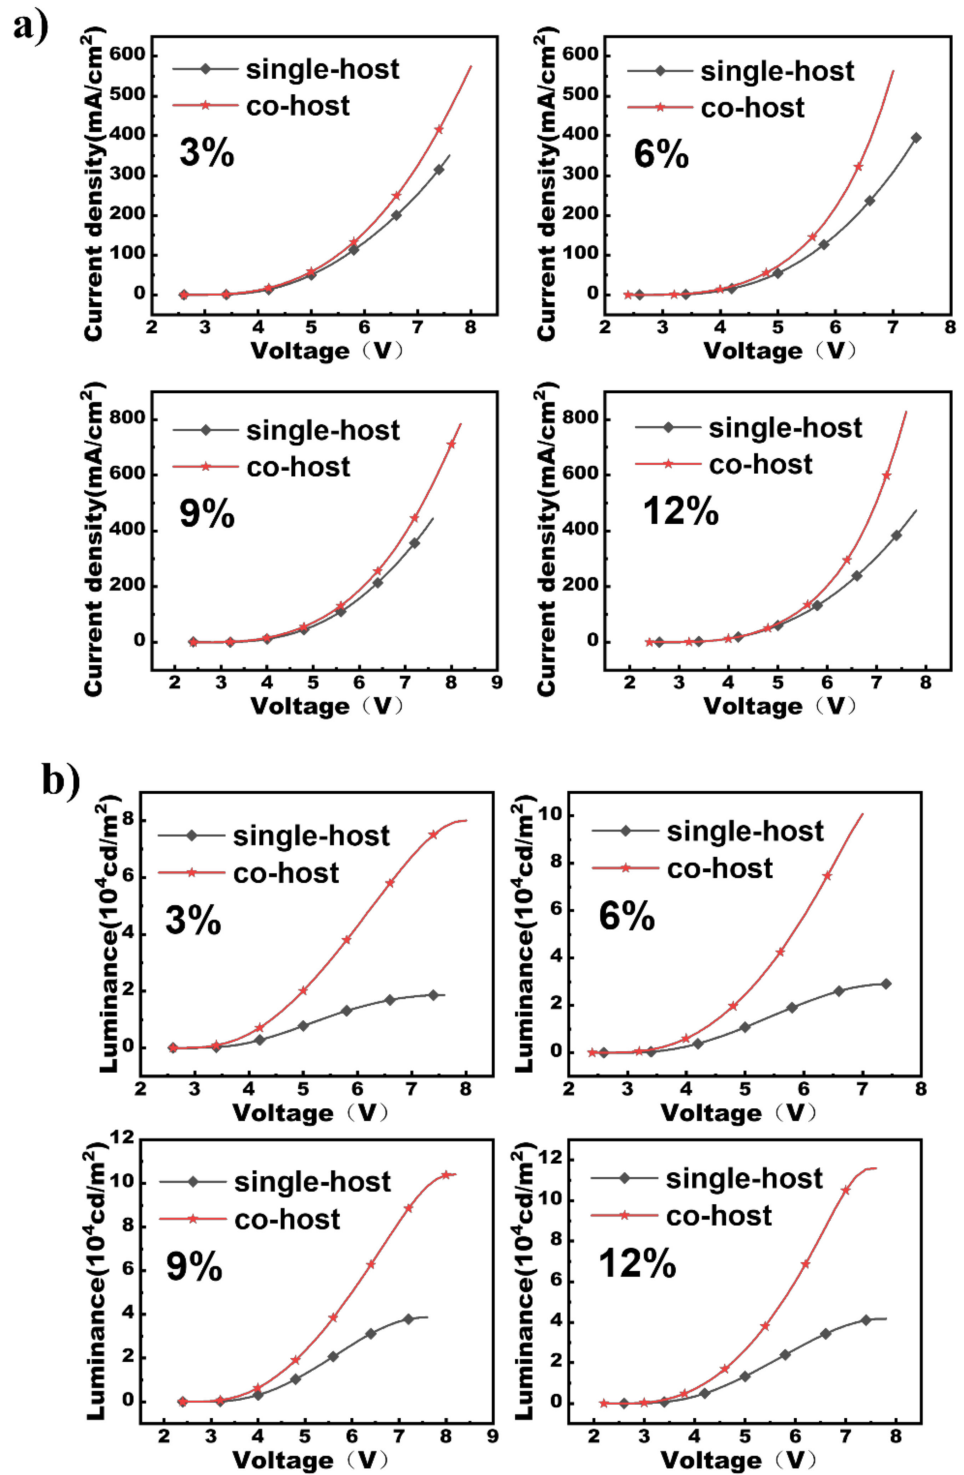 a)
Current density(mA/cm²)
600
500
400
300
200
100
0
single-host
co-host
3%
2 3 4 5 6 7 8
Voltage（V）
Current density(mA/cm²)
600
500
400
300
200
100
0
single-host
co-host
6%
2 3 4 5 6 7 8
Voltage（V）
Current density(mA/cm²)
800
600
400
200
0
single-host
co-host
9%
2 3 4 5 6 7 8 9
Voltage（V）
Current density(mA/cm²)
800
600
400
200
0
single-host
co-host
12%
2 3 4 5 6 7 8
Voltage（V）
b)
Luminance(10⁴cd/m²)
8
6
4
2
0
single-host
co-host
3%
2 3 4 5 6 7 8
Voltage（V）
Luminance(10⁴cd/m²)
10
8
6
4
2
0
single-host
co-host
6%
2 3 4 5 6 7 8
Voltage（V）
Luminance(10⁴cd/m²)
12
10
8
6
4
2
0
single-host
co-host
9%
2 3 4 5 6 7 8 9
Voltage（V）
Luminance(10⁴cd/m²)
12
10
8
6
4
2
0
single-host
co-host
12%
2 3 4 5 6 7 8
Voltage（V）